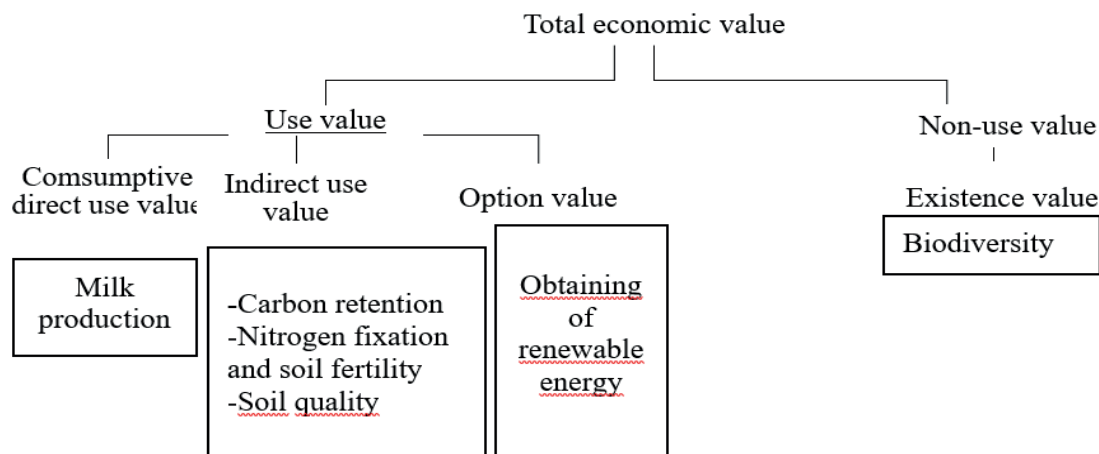 Total economic value
Use value
Non-use value
Comsumptive
direct use value
Indirect use
value
Option value
Existence value
Milk
production
-Carbon retention
-Nitrogen fixation
and soil fertility
-Soil quality
Obtaining
of
renewable
energy
Biodiversity